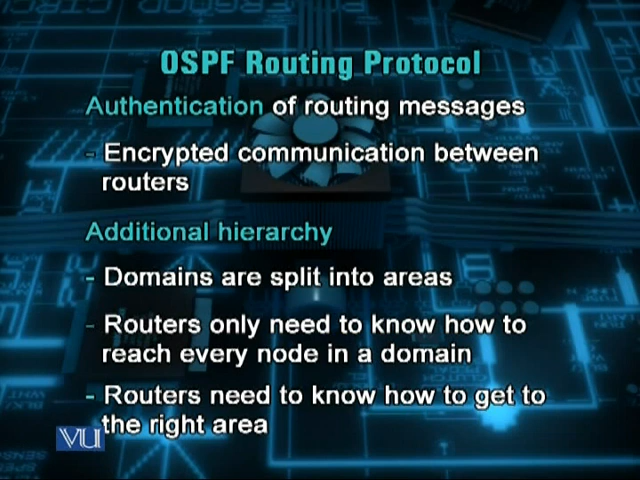 OSPF Routing Protocol
Authentication of routing messages
- Encrypted communication between
routers
Additional hierarchy
- Domains are split into areas
- Routers only need to know how to
reach every node in a domain
- Routers need to know how to get to
the right area
VU